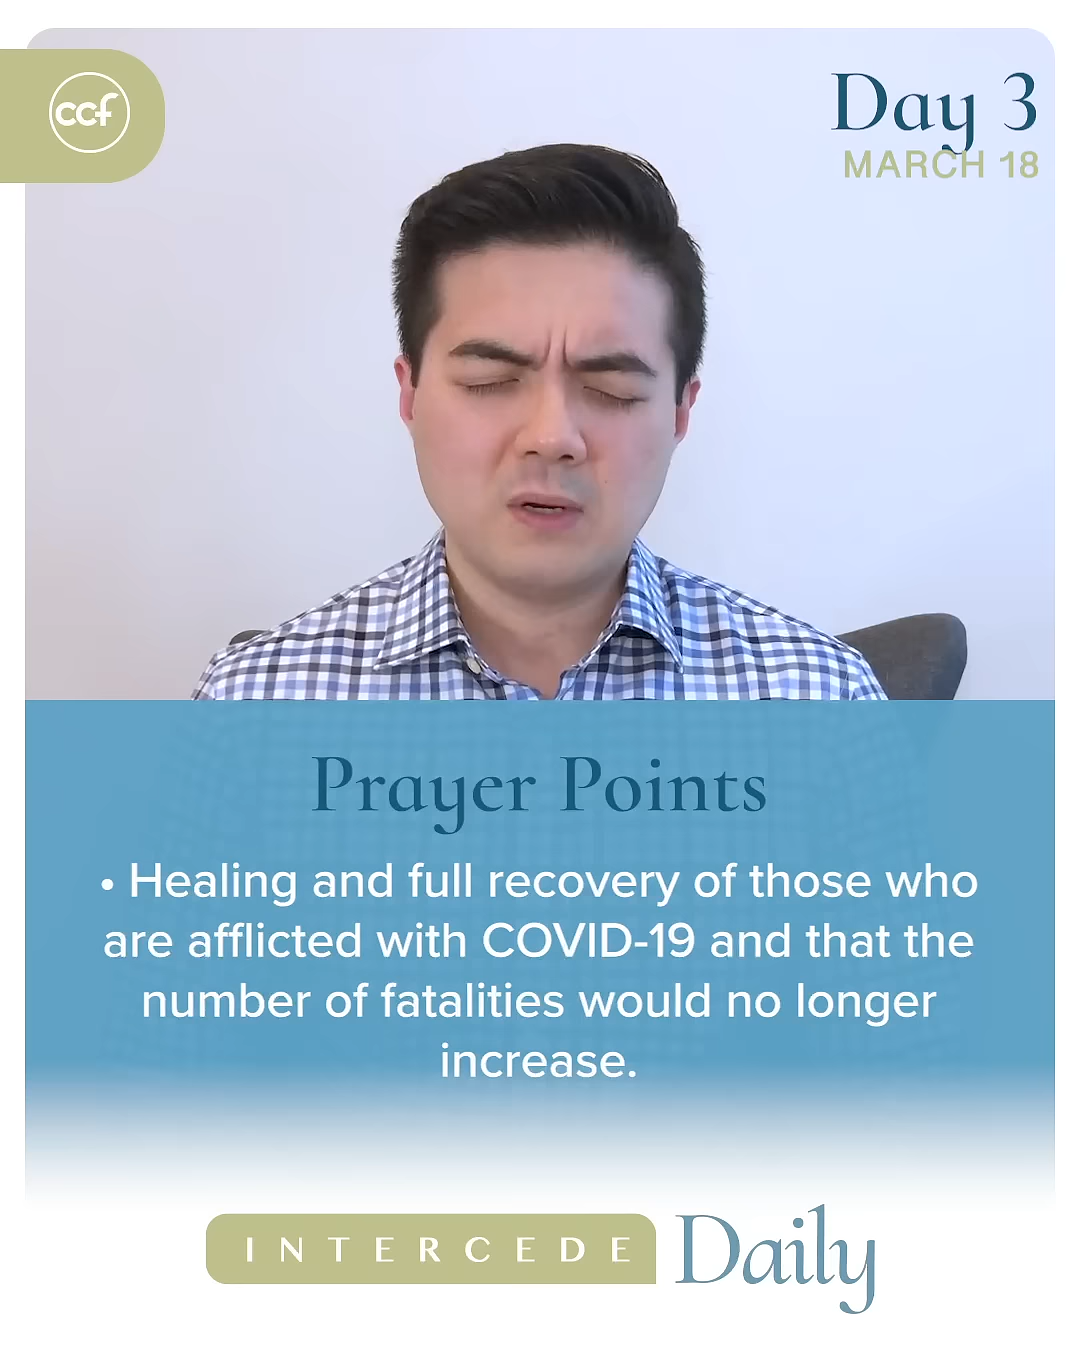 ccf
Day 3
MARCH 18
Prayer Points
• Healing and full recovery of those who
are afflicted with COVID-19 and that the
number of fatalities would no longer
increase.
INTERCEDE Daily